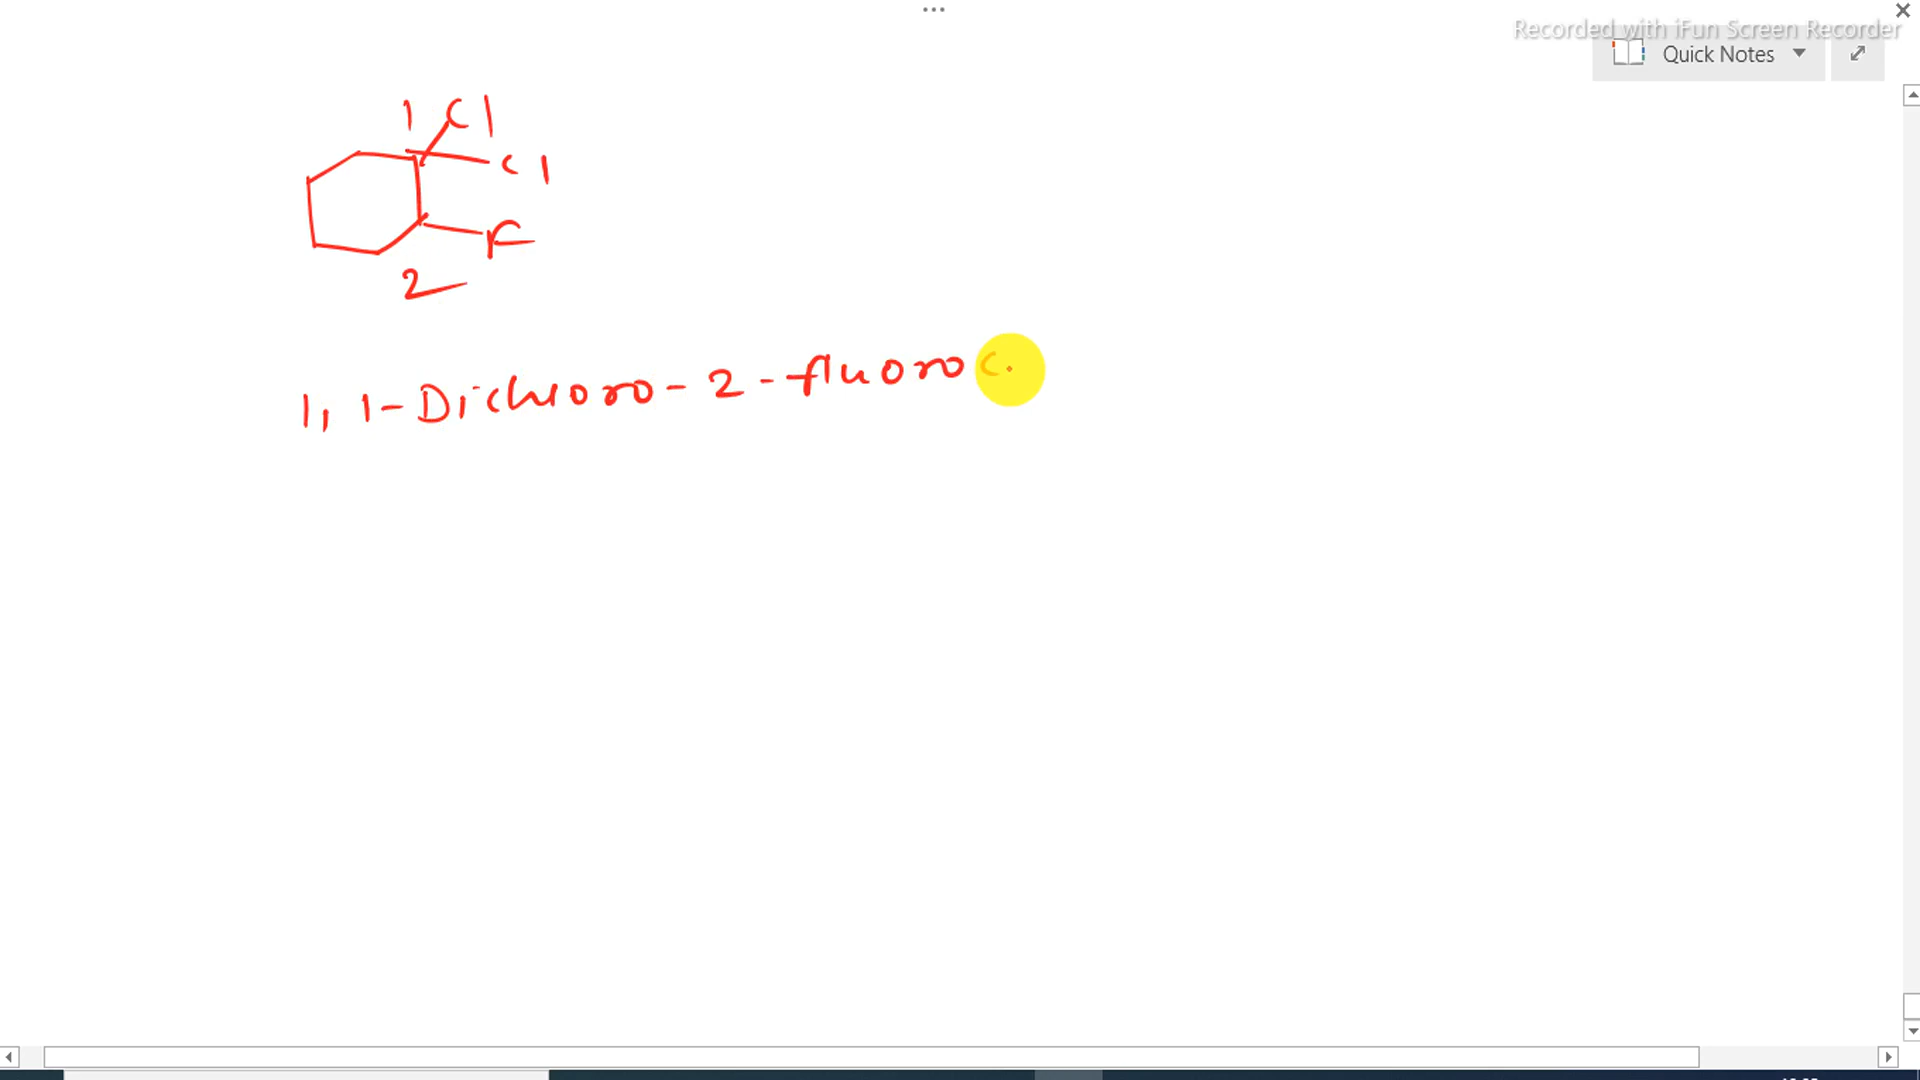 Recorded with iFun Screen Recorder
Quick Notes
1 Cl
Cl
F
2
1, 1-Dichloro-2-fluoro c